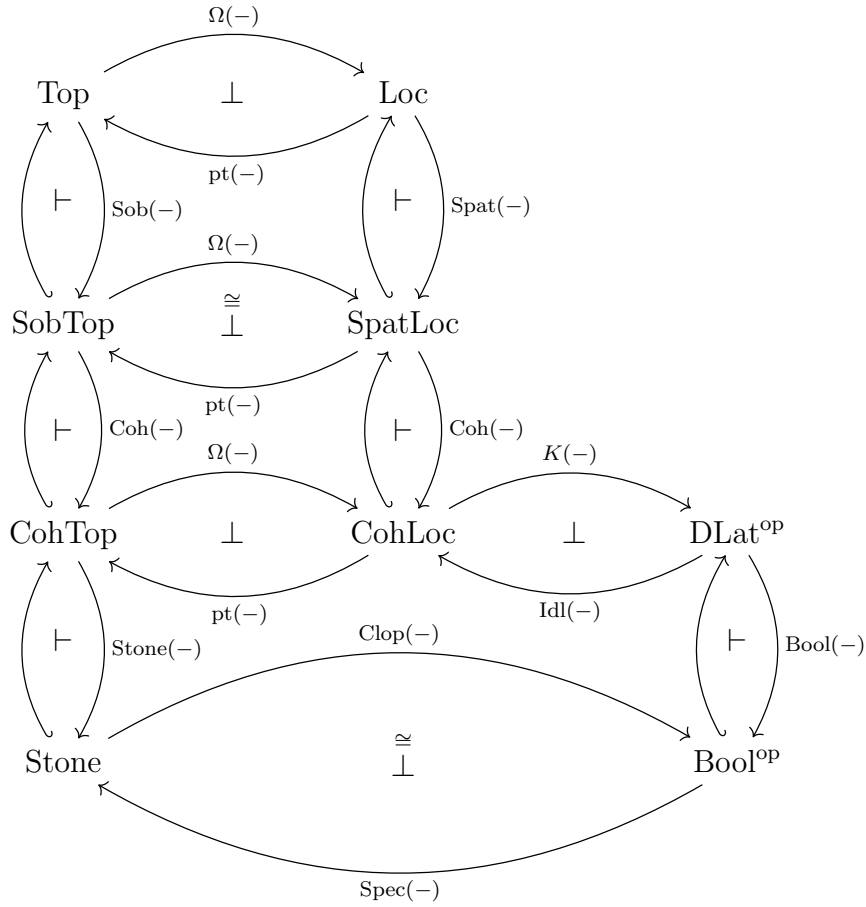 Ω(−)
Top ⊥ Loc
pt(−)
⊢ Sob(−) ⊢ Spat(−)
Ω(−)
≅
SobTop ⊥ SpatLoc
pt(−)
⊢ Coh(−) ⊢ Coh(−)
Ω(−) K(−)
CohTop ⊥ CohLoc ⊥ DLat^op
pt(−) Idl(−)
⊢ Stone(−) Clop(−) ⊢ Bool(−)
≅
Stone ⊥ Bool^op
Spec(−)